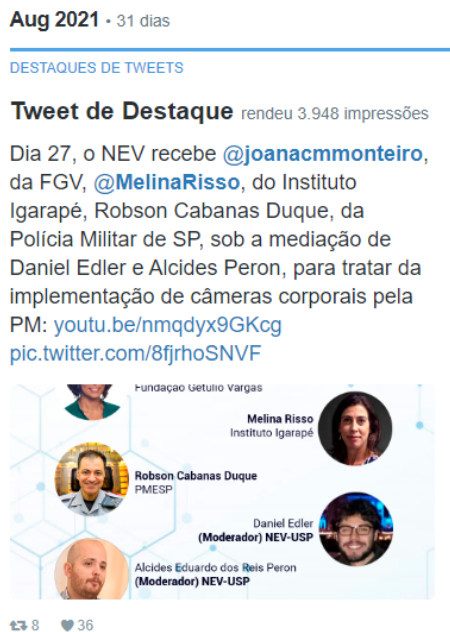 Aug 2021 • 31 dias
DESTAQUES DE TWEETS
Tweet de Destaque rendeu 3.948 impressões
Dia 27, o NEV recebe @joanacmmonteiro,
da FGV, @MelinaRisso, do Instituto
Igarapé, Robson Cabanas Duque, da
Polícia Militar de SP, sob a mediação de
Daniel Edler e Alcides Peron, para tratar da
implementação de câmeras corporais pela
PM: youtu.be/nmqdyx9GKcg
pic.twitter.com/8fjrhoSNVF
Fundação Getulio Vargas
Melina Risso
Instituto Igarapé
Robson Cabanas Duque
PMESP
Daniel Edler
(Moderador) NEV-USP
Alcides Eduardo dos Reis Peron
(Moderador) NEV-USP
8 36